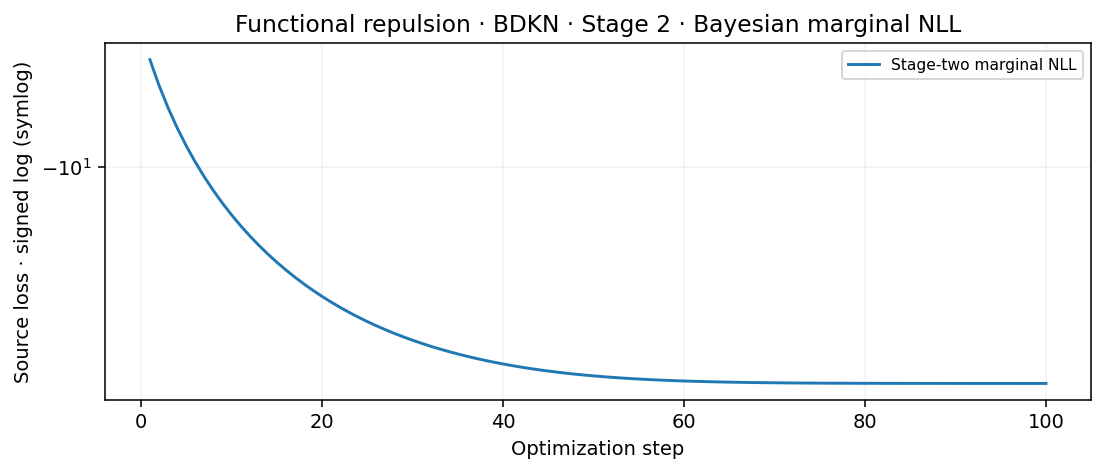 Functional repulsion · BDKN · Stage 2 · Bayesian marginal NLL
Stage-two marginal NLL
Source loss · signed log (symlog)
−10¹
0 20 40 60 80 100
Optimization step